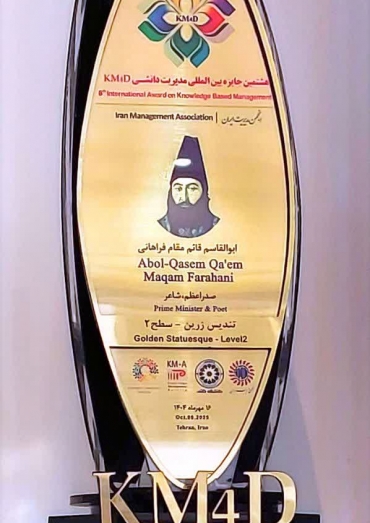 KM4D
هشتمین جایزه بین المللی مدیریت دانشی KM4D
8th International Award on Knowledge Based Management
Iran Management Association | انجمن مدیریت ایران
ابوالقاسم قائم مقام فراهانی
Abol-Qasem Qa'em
Maqam Farahani
صدراعظم،شاعر
Prime Minister & Poet
تندیس زرین - سطح ۲
Golden Statuesque - Level2
KM•A
۱۶ مهرماه ۱۴۰۴
Oct.08.2025
Tehran, Iran
KM4D